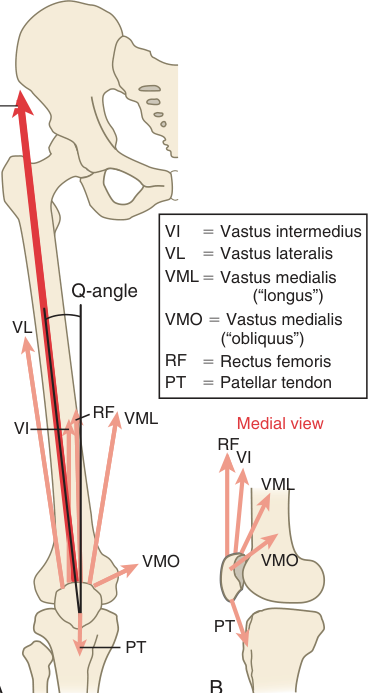 VI = Vastus intermedius
VL = Vastus lateralis
VML = Vastus medialis
(“longus”)
VMO = Vastus medialis
(“obliquus”)
RF = Rectus femoris
PT = Patellar tendon
Q-angle
VL
RF
VML
VI
VMO
PT
Medial view
RF
VI
VML
VMO
PT
B